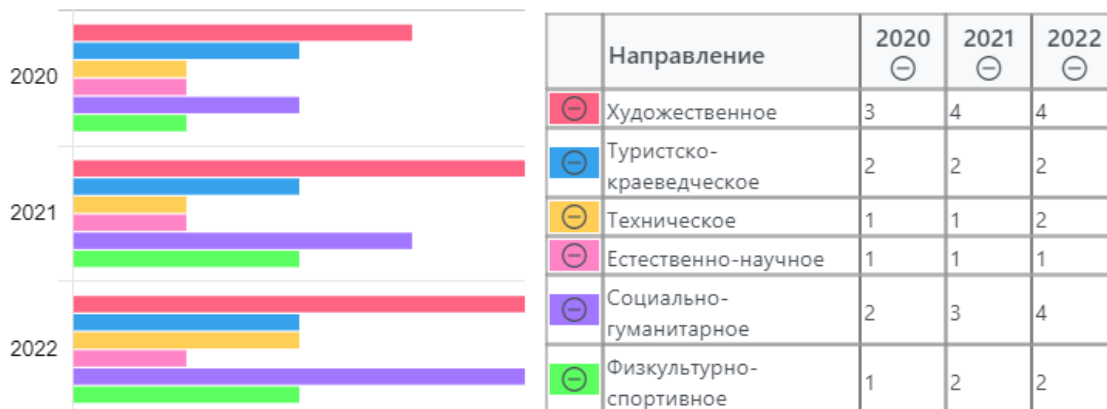 2020
2021
2022
Направление 2020 2021 2022
Художественное 3 4 4
Туристско-
краеведческое 2 2 2
Техническое 1 1 2
Естественно-научное 1 1 1
Социально-
гуманитарное 2 3 4
Физкультурно-
спортивное 1 2 2